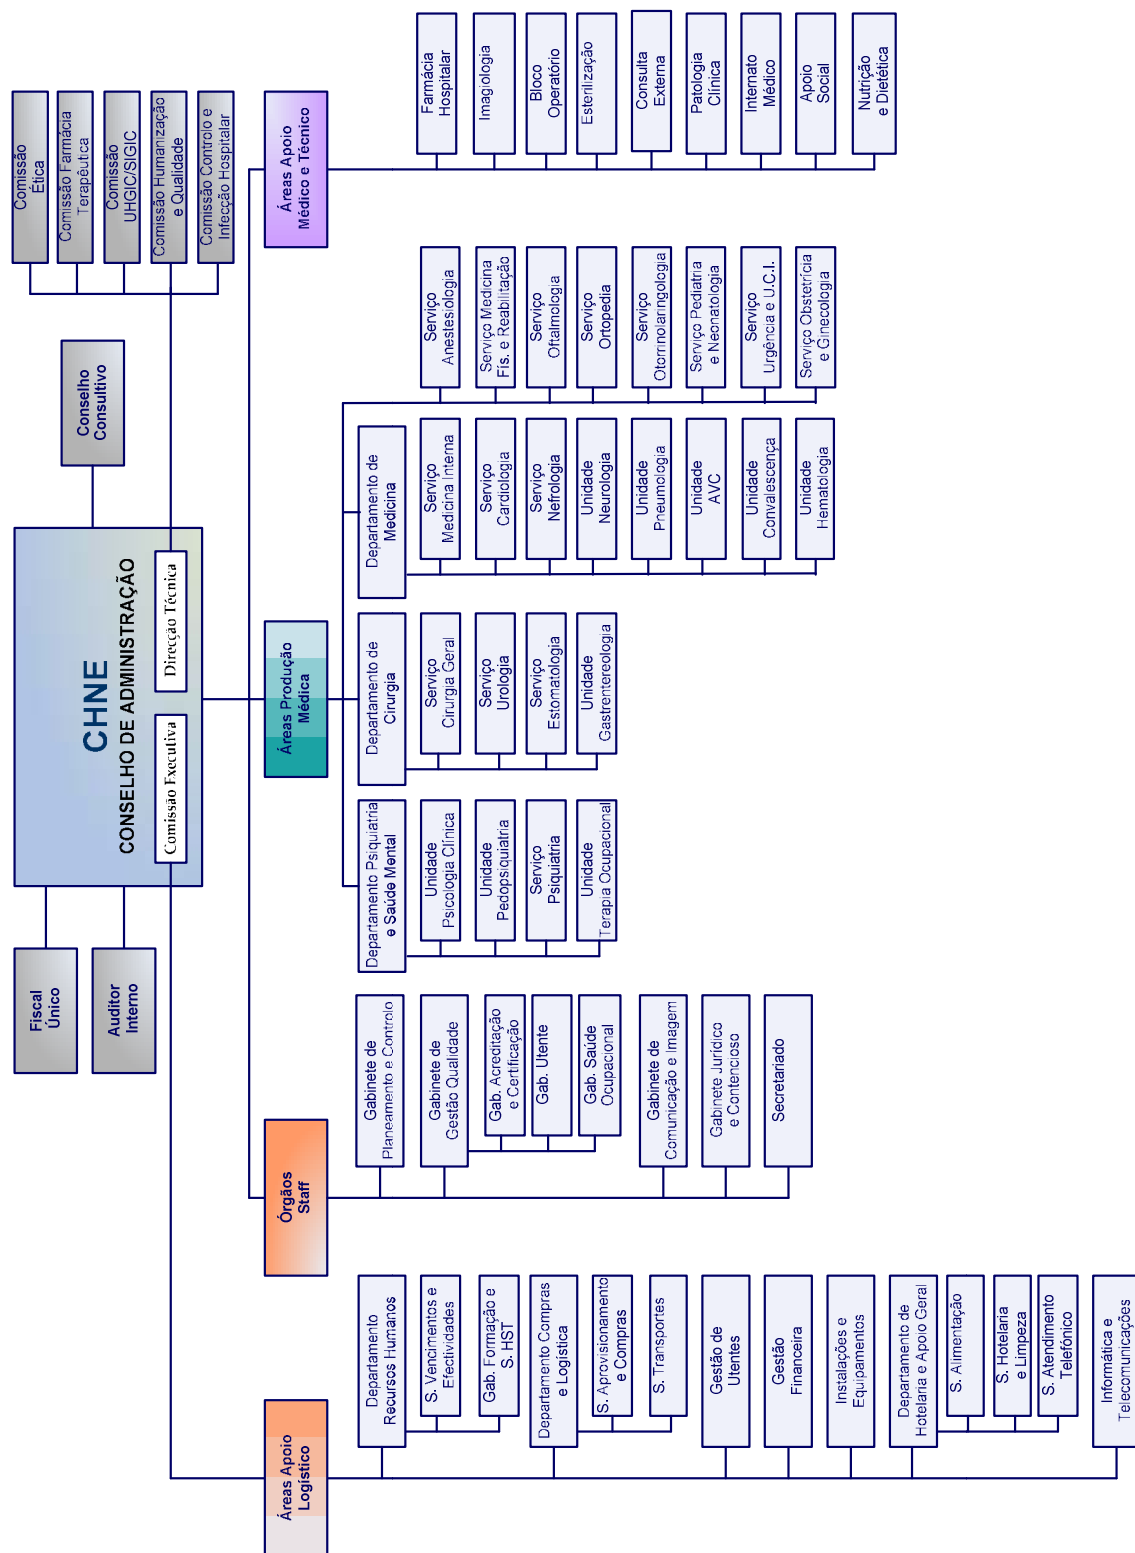 CHNE
CONSELHO DE ADMINISTRAÇÃO
Comissão Executiva
Direcção Técnica
Fiscal
Único
Auditor
Interno
Conselho
Consultivo
Comissão
Ética
Comissão Farmácia
Terapêutica
Comissão
UHGIC/SIGIC
Comissão Humanização
e Qualidade
Comissão Controlo e
Infecção Hospitalar
Áreas Apoio
Logístico
Departamento
Recursos Humanos
S. Vencimentos e
Efectividades
Gab. Formação e
S. HST
Departamento Compras
e Logística
S. Aprovisionamento
e Compras
S. Transportes
Gestão de
Utentes
Gestão
Financeira
Instalações e
Equipamentos
Departamento de
Hotelaria e Apoio Geral
S. Alimentação
S. Hotelaria
e Limpeza
S. Atendimento
Telefónico
Informática e
Telecomunicações
Órgãos
Staff
Gabinete de
Planeamento e Controlo
Gabinete de
Gestão Qualidade
Gab. Acreditação
e Certificação
Gab. Utente
Gab. Saúde
Ocupacional
Gabinete de
Comunicação e Imagem
Gabinete Jurídico
e Contencioso
Secretariado
Áreas Produção
Médica
Departamento Psiquiatria
e Saúde Mental
Unidade
Psicologia Clínica
Unidade
Pedopsiquiatria
Serviço
Psiquiatria
Unidade
Terapia Ocupacional
Departamento de
Cirurgia
Serviço
Cirurgia Geral
Serviço
Urologia
Serviço
Estomatologia
Unidade
Gastrentereologia
Departamento de
Medicina
Serviço
Medicina Interna
Serviço
Cardiologia
Serviço
Nefrologia
Unidade
Neurologia
Unidade
Pneumologia
Unidade
AVC
Unidade
Convalescença
Unidade
Hematologia
Serviço
Anestesiologia
Serviço Medicina
Fís. e Reabilitação
Serviço
Oftalmologia
Serviço
Ortopedia
Serviço
Otorrinolaringologia
Serviço Pediatria
e Neonatologia
Serviço
Urgência e U.C.I.
Serviço Obstetrícia
e Ginecologia
Áreas Apoio
Médico e Técnico
Farmácia
Hospitalar
Imagiologia
Bloco
Operatório
Esterilização
Consulta
Externa
Patologia
Clínica
Internato
Médico
Apoio
Social
Nutrição
e Dietética